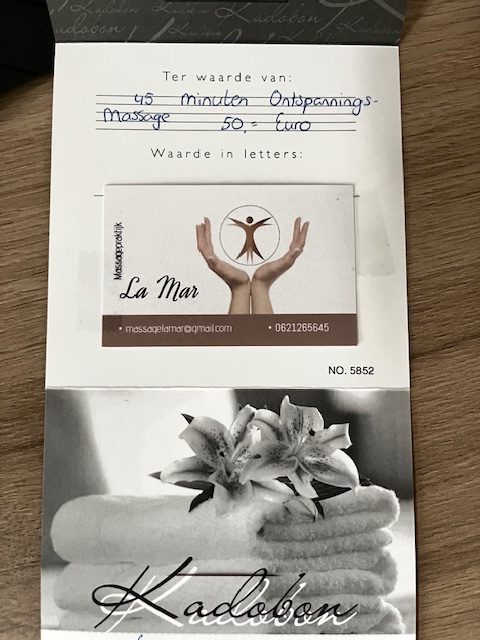 Kadobon
Ter waarde van:
45 minuten Ontspannings-
Massage 50,= Euro
Waarde in letters:
Massagepraktijk
La Mar
• massagelamar@gmail.com • 0621265645
NO. 5852
Kadobon